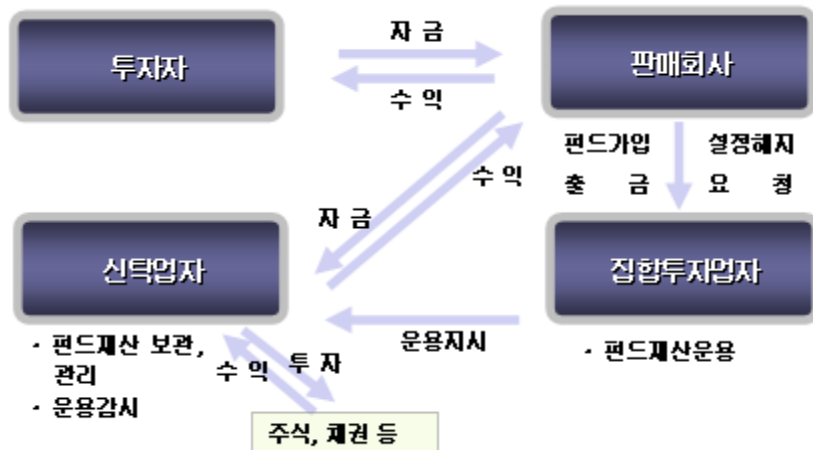 자 금
투자자
판매회사
수 익
펀드가입 설정해지
출 금 요 청
수 익
자 금
신탁업자
집합투자업자
운용지시
· 펀드재산 보관,
관리
· 운용감시
수 익
투 자
· 펀드재산운용
주식, 채권 등